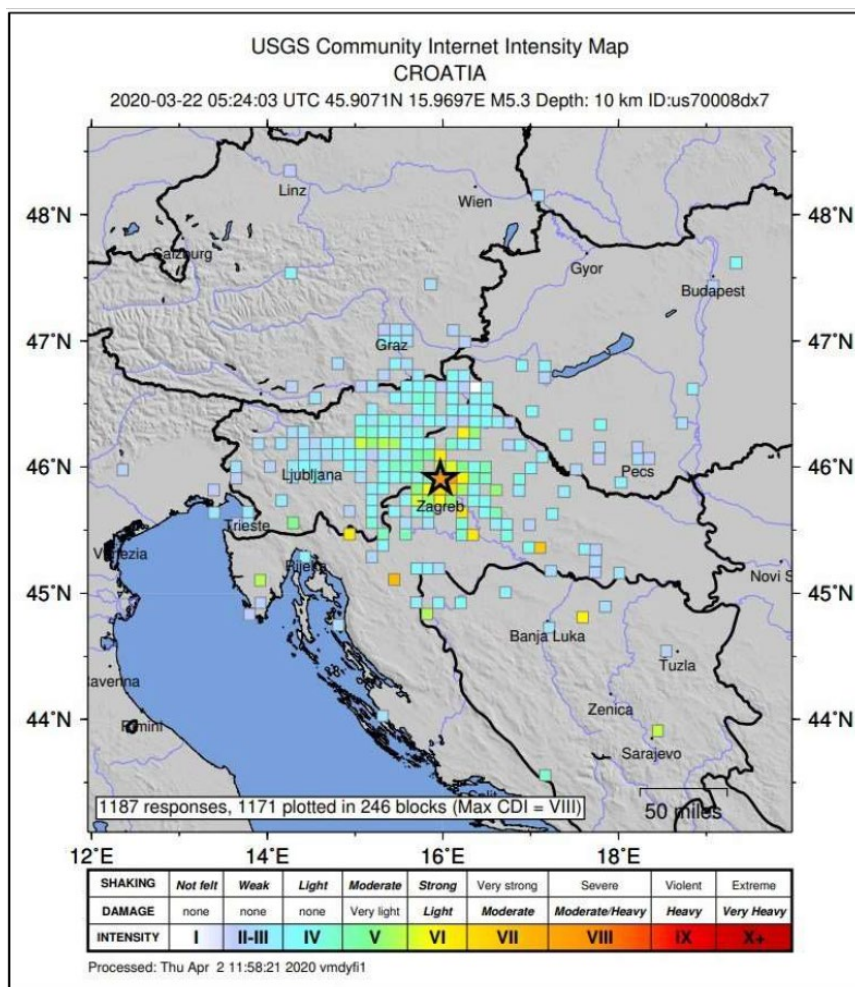 USGS Community Internet Intensity Map
CROATIA
2020-03-22 05:24:03 UTC 45.9071N 15.9697E M5.3 Depth: 10 km ID:us70008dx7
Linz
Wien
48°N
48°N
Salzburg
Gyor
Budapest
47°N
47°N
Graz
46°N
46°N
Ljubljana
Pecs
Zagreb
Trieste
Venezia
Rijeka
Novi S
45°N
45°N
Banja Luka
Tuzla
Ravenna
Zenica
44°N
44°N
Rimini
Sarajevo
Split
1187 responses, 1171 plotted in 246 blocks (Max CDI = VIII)
50 miles
12°E 14°E 16°E 18°E
SHAKING Not felt Weak Light Moderate Strong Very strong Severe Violent Extreme
DAMAGE none none none Very light Light Moderate Moderate/Heavy Heavy Very Heavy
INTENSITY I II-III IV V VI VII VIII IX X+
Processed: Thu Apr 2 11:58:21 2020 vmdyfi1